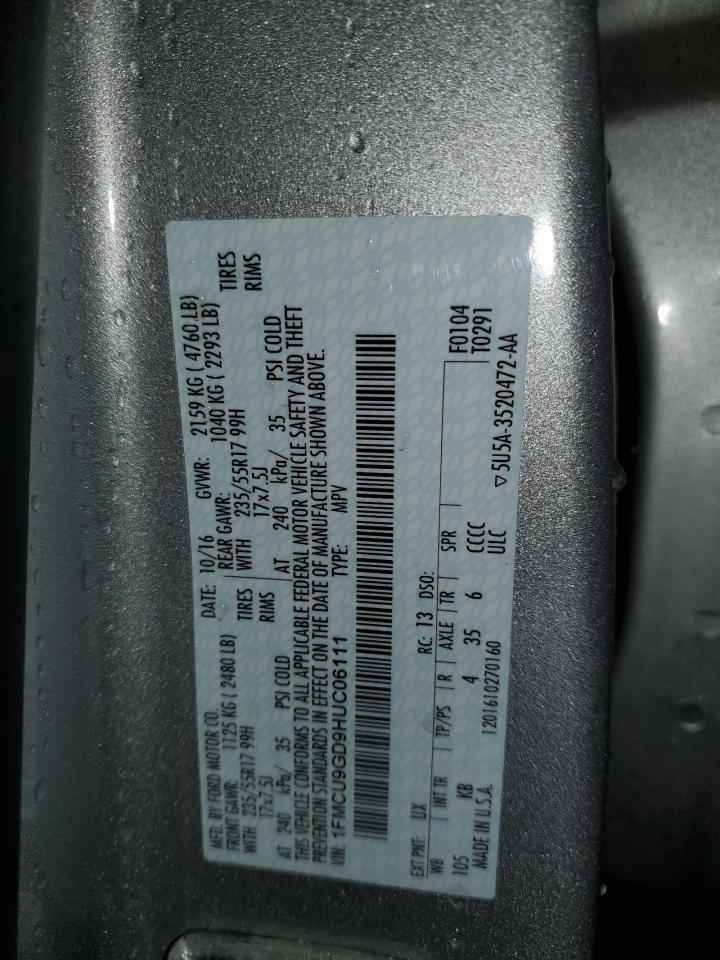 MFD. BY FORD MOTOR CO. DATE: 10/16 GVWR: 2159 KG ( 4760 LB)
FRONT GAWR: 1125 KG ( 2480 LB) REAR GAWR: 1040 KG ( 2293 LB)
WITH 235/55R17 99H TIRES WITH 235/55R17 99H TIRES
17x7.5J RIMS 17x7.5J RIMS
AT 240 kPa/ 35 PSI COLD AT 240 kPa/ 35 PSI COLD
THIS VEHICLE CONFORMS TO ALL APPLICABLE FEDERAL MOTOR VEHICLE SAFETY AND THEFT
PREVENTION STANDARDS IN EFFECT ON THE DATE OF MANUFACTURE SHOWN ABOVE.
VIN: 1FMCU9GD9HUC06111 TYPE: MPV
EXT PNT: UX RC: 13 DSO: F0104
WB INT TR TP/PS R AXLE TR SPR T0291
105 KB 4 35 6 CCCC
MADE IN U.S.A. 1201610270160 ULC ▽5U5A-3520472-AA